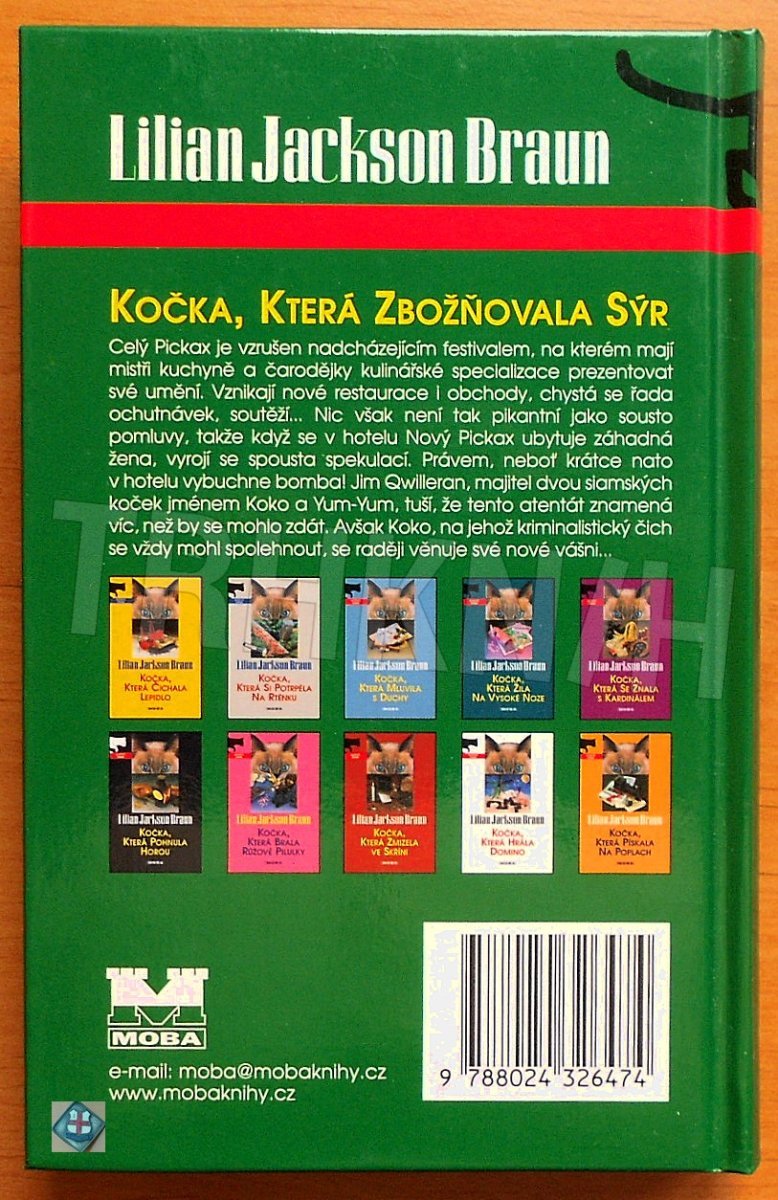 Lilian Jackson Braun
KOČKA, KTERÁ ZBOŽŇOVALA SÝR
Celý Pickax je vzrušen nadcházejícím festivalem, na kterém mají
mistři kuchyně a čarodějky kulinářské specializace prezentovat
své umění. Vznikají nové restaurace i obchody, chystá se řada
ochutnávek, soutěží... Nic však není tak pikantní jako sousto
pomluvy, takže když se v hotelu Nový Pickax ubytuje záhadná
žena, vyrojí se spousta spekulací. Právem, neboť krátce nato
v hotelu vybuchne bomba! Jim Qwilleran, majitel dvou siamských
koček jménem Koko a Yum-Yum, tuší, že tento atentát znamená
víc, než by se mohlo zdát. Avšak Koko, na jehož kriminalistický čich
se vždy mohl spolehnout, se raději věnuje své nové vášni...
TRHKNIH
Lilian Jackson Braun
KOČKA,
KTERÁ ČICHALA
LEPIDLO
Lilian Jackson Braun
KOČKA,
KTERÁ SI POTRPĚLA
NA RTĚNKU
Lilian Jackson Braun
KOČKA,
KTERÁ MLUVILA
S DUCHY
Lilian Jackson Braun
KOČKA,
KTERÁ ŽILA
NA VYSOKÉ NOZE
Lilian Jackson Braun
KOČKA,
KTERÁ SE ZNALA
S KARDINÁLEM
Lilian Jackson Braun
KOČKA,
KTERÁ POHNULA
HOROU
Lilian Jackson Braun
KOČKA,
KTERÁ BRALA
RŮŽOVÉ PILULKY
Lilian Jackson Braun
KOČKA,
KTERÁ ZMIZELA
VE SKŘÍNI
Lilian Jackson Braun
KOČKA,
KTERÁ HRÁLA
DOMINO
Lilian Jackson Braun
KOČKA,
KTERÁ PÍSKALA
NA POPLACH
MOBA
e-mail: moba@mobaknihy.cz
www.mobaknihy.cz
9 788024 326474